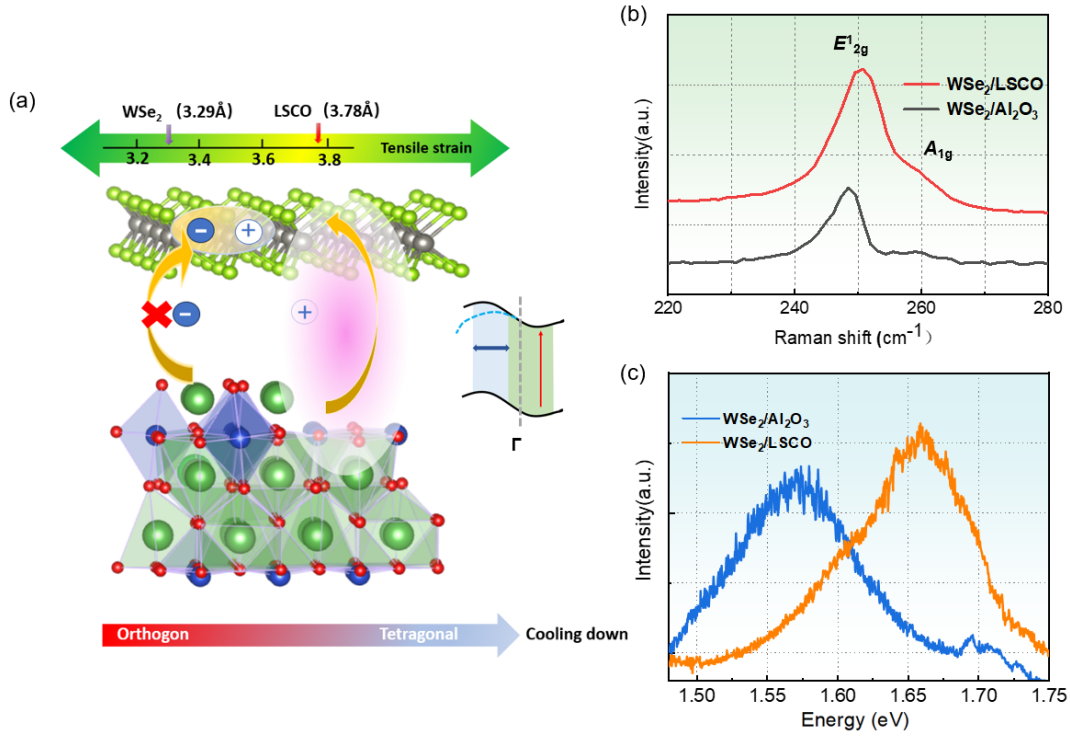 (a)
WSe₂ (3.29Å) LSCO (3.78Å)
3.2 3.4 3.6 3.8 Tensile strain
− +
− +
Γ
Orthogon Tetragonal Cooling down
(b)
E¹₂g
WSe₂/LSCO
WSe₂/Al₂O₃
A₁g
Intensity(a.u.)
220 240 260 280
Raman shift (cm⁻¹)
(c)
WSe₂/Al₂O₃
WSe₂/LSCO
Intensity(a.u.)
1.50 1.55 1.60 1.65 1.70 1.75
Energy (eV)